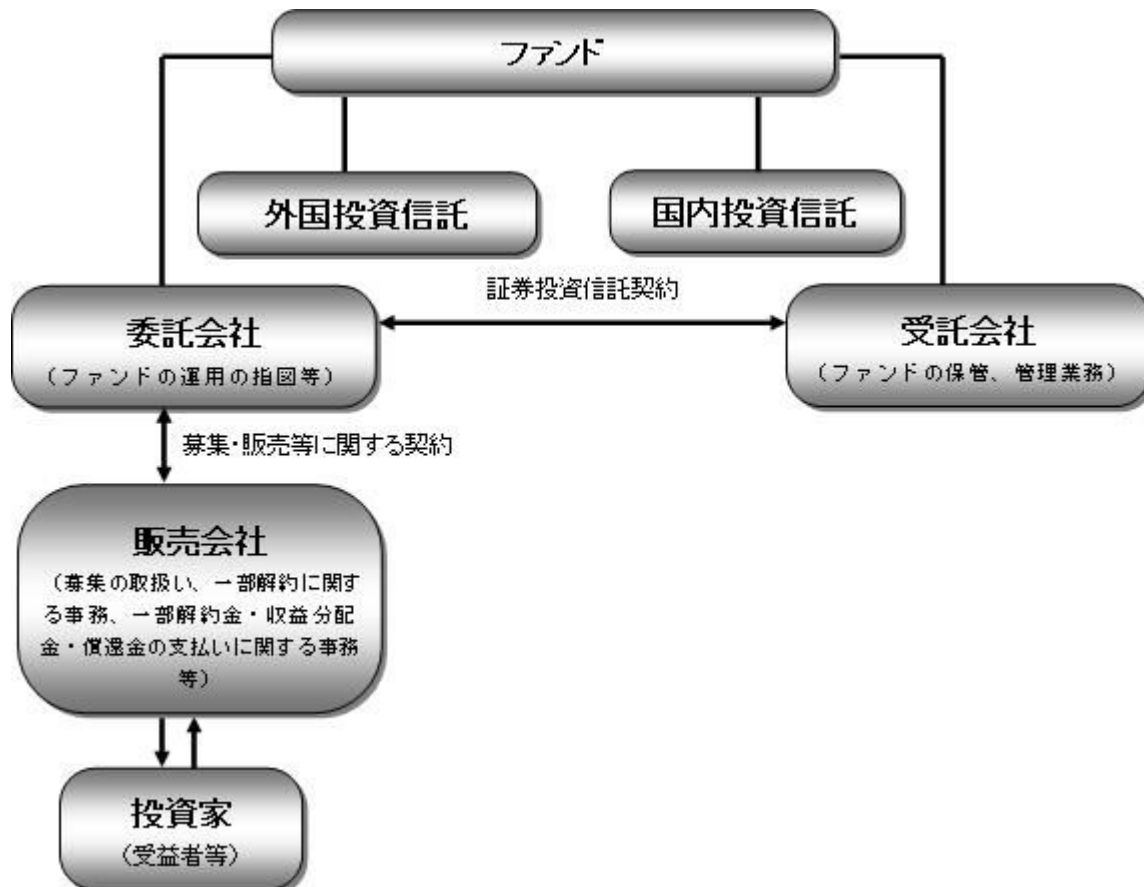 ファンド
外国投資信託
国内投資信託
証券投資信託契約
委託会社
（ファンドの運用の指図等）
受託会社
（ファンドの保管、管理業務）
募集・販売等に関する契約
販売会社
（募集の取扱い、一部解約に関す
る事務、一部解約金・収益分配
金・償還金の支払いに関する事務
等）
投資家
（受益者等）